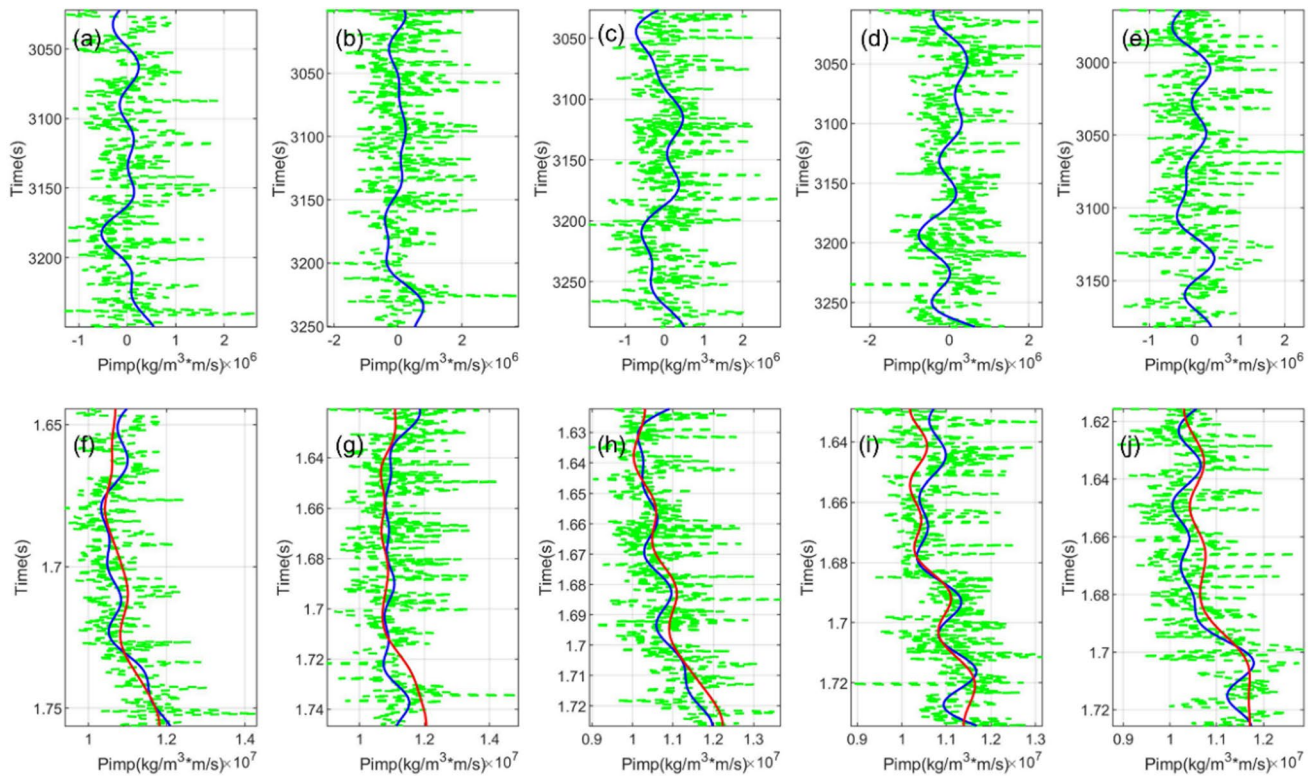 (a) (b) (c) (d) (e)
Time(s) Time(s) Time(s) Time(s) Time(s)
3050 3100 3150 3200
3050 3100 3150 3200 3250
3050 3100 3150 3200 3250
3050 3100 3150 3200 3250
3000 3050 3100 3150
-1 0 1 2
-2 0 2
-1 0 1 2 3
-2 0 2
-1 0 1 2
Pimp(kg/m³*m/s)×10⁶ Pimp(kg/m³*m/s)×10⁶ Pimp(kg/m³*m/s)×10⁶ Pimp(kg/m³*m/s)×10⁶ Pimp(kg/m³*m/s)×10⁶
(f) (g) (h) (i) (j)
Time(s) Time(s) Time(s) Time(s) Time(s)
1.65 1.7 1.75
1.64 1.66 1.68 1.7 1.72 1.74
1.63 1.64 1.65 1.66 1.67 1.68 1.69 1.7 1.71 1.72
1.64 1.66 1.68 1.7 1.72
1.62 1.64 1.66 1.68 1.7 1.72
1 1.2 1.4
1 1.2 1.4
0.9 1 1.1 1.2 1.3
0.9 1 1.1 1.2 1.3
0.9 1 1.1 1.2
Pimp(kg/m³*m/s)×10⁷ Pimp(kg/m³*m/s)×10⁷ Pimp(kg/m³*m/s)×10⁷ Pimp(kg/m³*m/s)×10⁷ Pimp(kg/m³*m/s)×10⁷